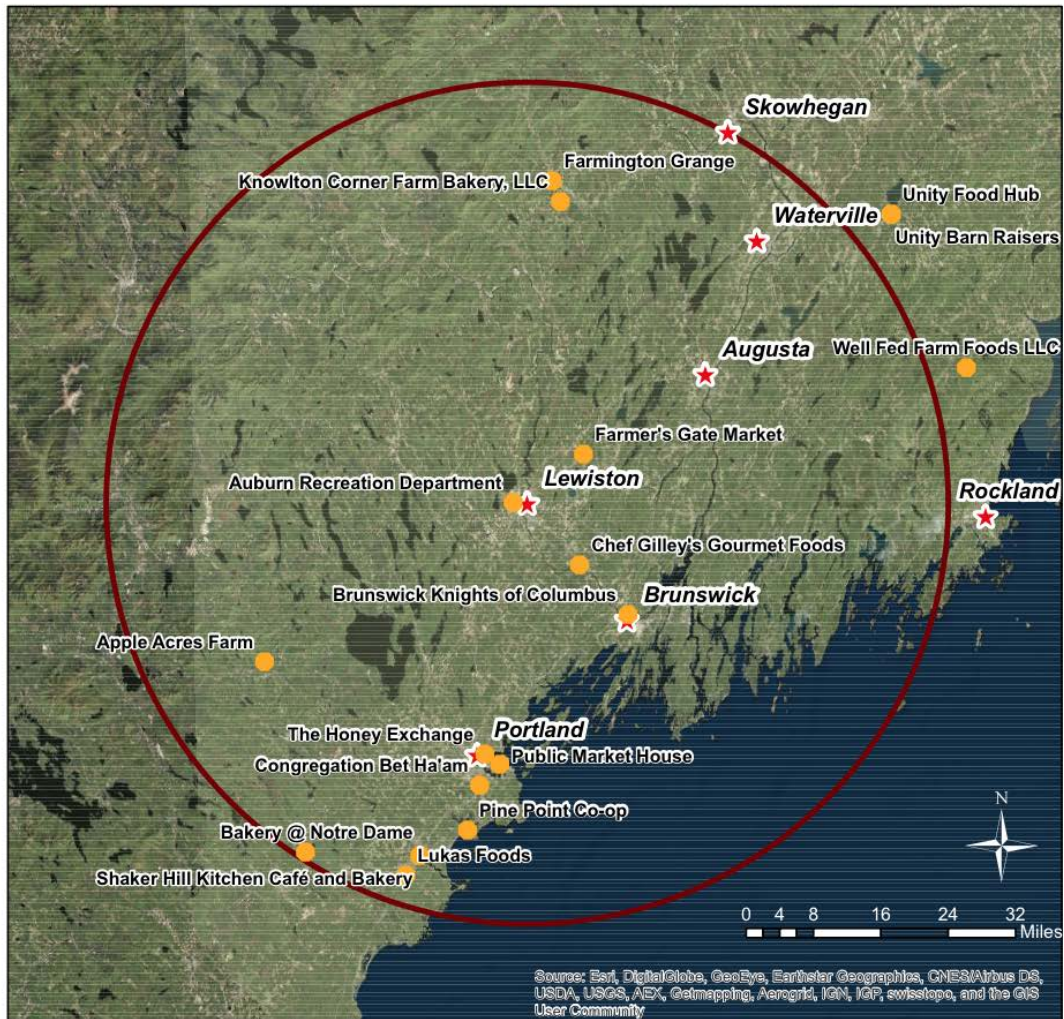 Skowhegan
Farmington Grange
Knowlton Corner Farm Bakery, LLC
Unity Food Hub
Waterville
Unity Barn Raisers
Augusta
Well Fed Farm Foods LLC
Farmer's Gate Market
Lewiston
Auburn Recreation Department
Rockland
Chef Gilley's Gourmet Foods
Brunswick Knights of Columbus
Brunswick
Apple Acres Farm
The Honey Exchange
Portland
Public Market House
Congregation Bet Ha'am
Pine Point Co-op
Bakery @ Notre Dame
Lukas Foods
Shaker Hill Kitchen Café and Bakery
N
0 4 8 16 24 32
Miles
Source: Esri, DigitalGlobe, GeoEye, Earthstar Geographics, CNES/Airbus DS,
USDA, USGS, AEX, Getmapping, Aerogrid, IGN, IGP, swisstopo, and the GIS
User Community